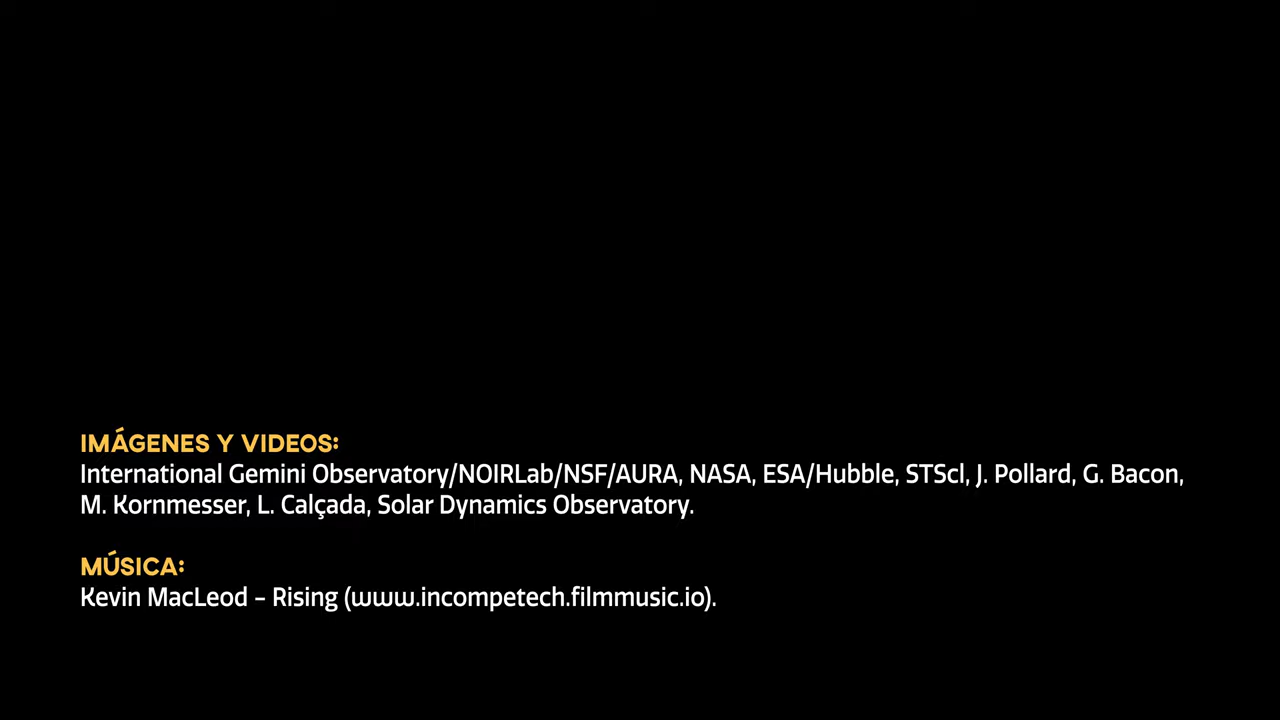 IMÁGENES Y VIDEOS:
International Gemini Observatory/NOIRLab/NSF/AURA, NASA, ESA/Hubble, STScl, J. Pollard, G. Bacon,
M. Kornmesser, L. Calçada, Solar Dynamics Observatory.
MÚSICA:
Kevin MacLeod - Rising (www.incompetech.filmmusic.io).